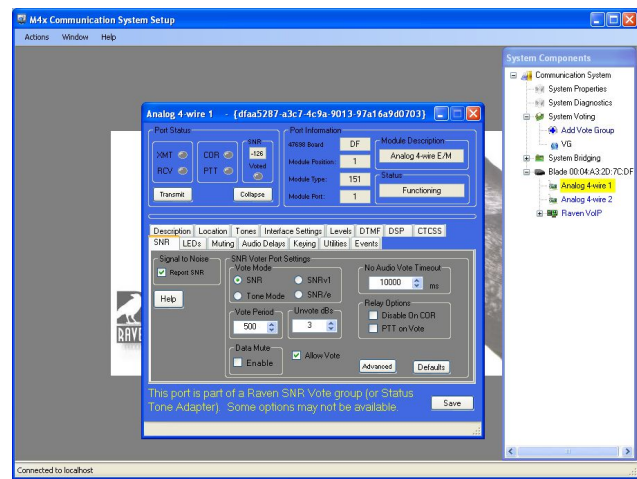 M4x Communication System Setup
Actions Window Help
System Components
Communication System
System Properties
System Diagnostics
System Voting
Add Vote Group
VG
System Bridging
Blade 00:04:A3:2D:7C:DF
Analog 4-wire 1
Analog 4-wire 2
Raven VoIP
Analog 4-wire 1 - {dfaa5287-a3c7-4c9a-9013-97a16a9d0703}
Port Status
XMT
COR
RCV
PTT
SNR
-126
Voted
Transmit
Collapse
Port Information
47698 Board DF
Module Position: 1
Module Type: 151
Module Port: 1
Module Description
Analog 4-wire E/M
Status
Functioning
Description Location Tones Interface Settings Levels DTMF DSP CTCSS
SNR LEDs Muting Audio Delays Keying Utilities Events
Signal to Noise
Report SNR
Help
SNR Voter Port Settings
Vote Mode
SNR SNRv1
Tone Mode SNR/e
Vote Period
500
Unvote dBs
3
Data Mute
Enable
Allow Vote
No Audio Vote Timeout
10000 ms
Relay Options
Disable On COR
PTT on Vote
Advanced
Defaults
This port is part of a Raven SNR Vote group (or Status
Tone Adapter). Some options may not be available.
Save
RAVE
Connected to localhost